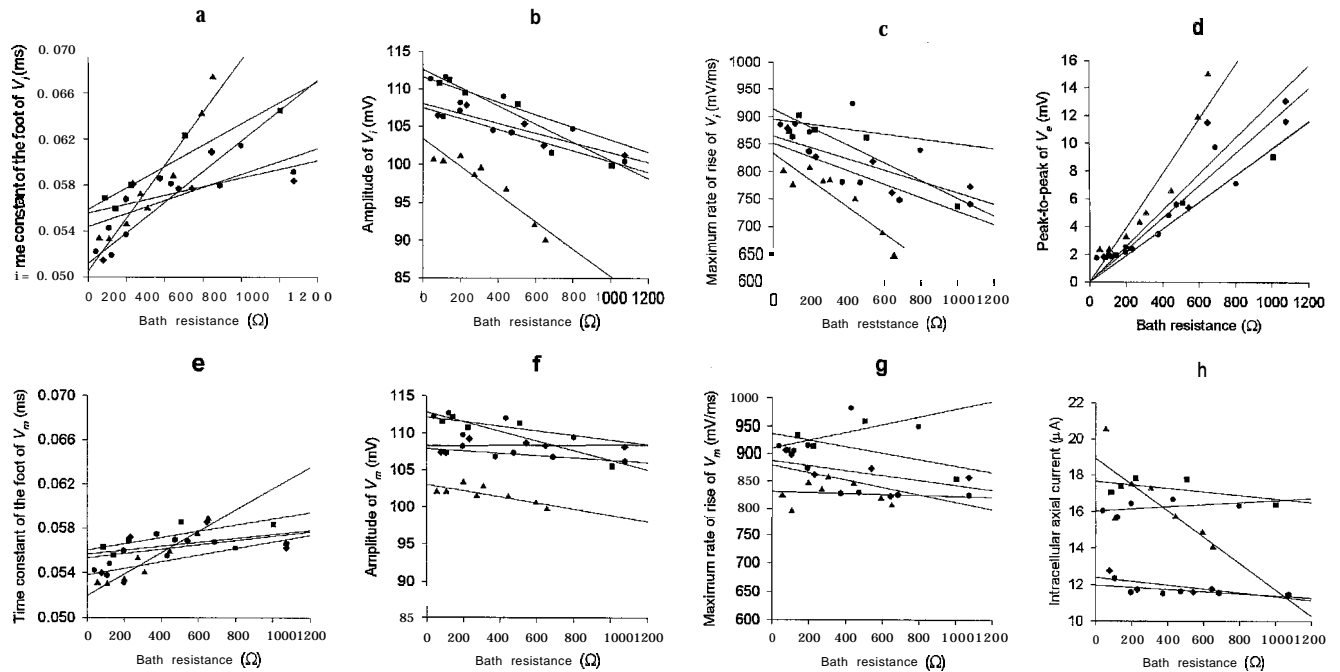 a
b
c
d
i = me constant of the foot of Vi (ms)
0. 070
0. 066
0. 062
0. 058
0. 054
0. 050
0 200 400 600 800 1000 1 2 0 0
Bath resistance (Ω)
Amplitude of Vi (mV)
115
110
105
100
95
90
85
0 200 400 600 800 1000 1200
Bath resistance (Ω)
Maximum rate of rise of Vi (mV/ms)
1000
950
900
850
800
750
700
650
600
0 200 400 600 800 1000 1200
Bath resistance (Ω)
Peak-to-peak of Ve (mV)
16
14
12
10
8
6
4
2
0
0 200 400 600 800 1000 1200
Bath resistance (Ω)
e
f
g
h
Time constant of the foot of Vm (ms)
0.070
0.066
0.062
0.058
0.054
0.050
0 200 400 600 800 1000 1200
Bath resistance (Ω)
Amplitude of Vm (mV)
115
110
105
100
95
90
85
0 200 400 600 800 1000 1200
Bath resistance (Ω)
Maximum rate of rise of Vm (mV/ms)
1000
950
900
850
800
750
700
650
600
0 200 400 600 800 1000 1200
Bath resistance (Ω)
Intracellular axial current (µA)
22
20
18
16
14
12
10
0 200 400 600 800 1000 1200
Bath resistance (Ω)